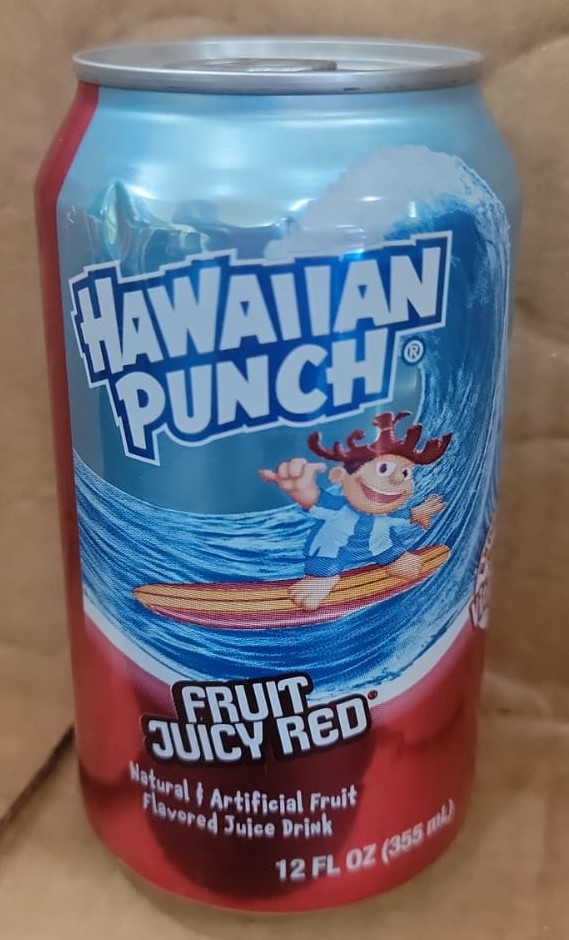 HAWAIIAN
PUNCH®
FRUIT
JUICY RED®
Natural & Artificial Fruit
Flavored Juice Drink
12 FL OZ (355 mL)